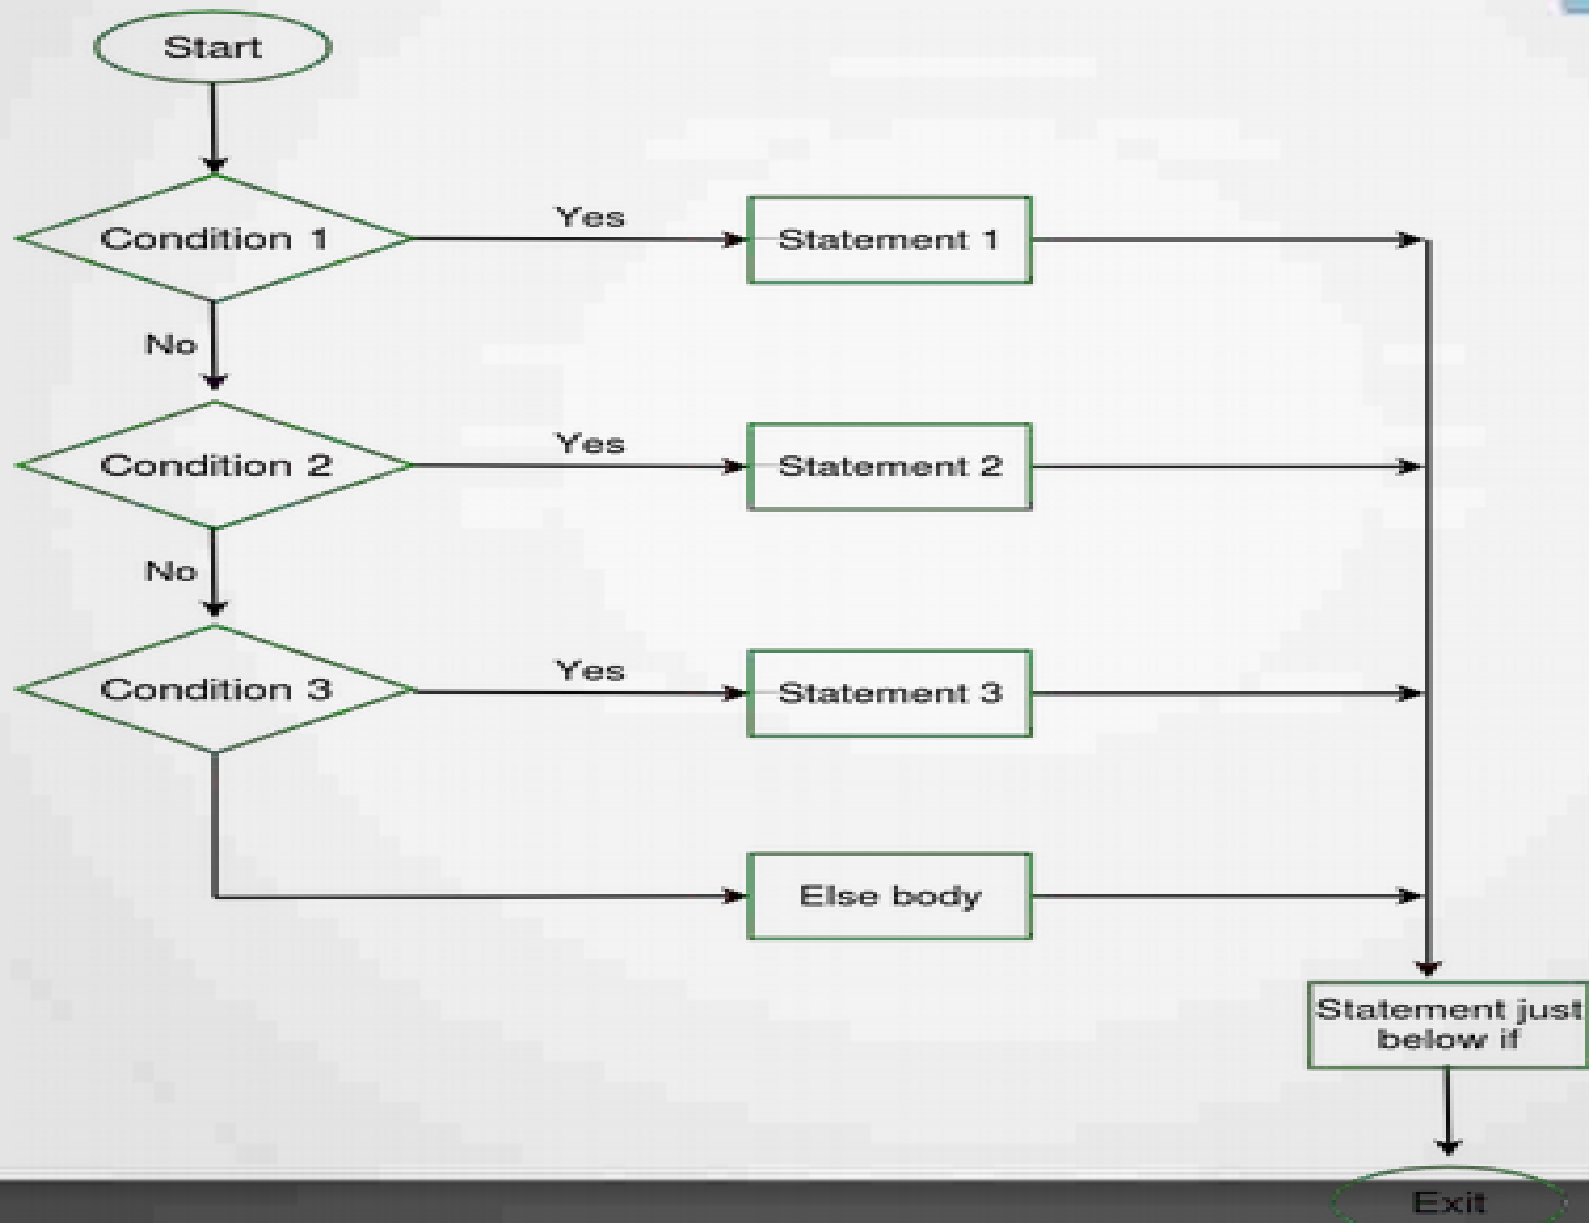 Start
Condition 1
Yes
Statement 1
No
Condition 2
Yes
Statement 2
No
Condition 3
Yes
Statement 3
Else body
Statement just
below if
Exit